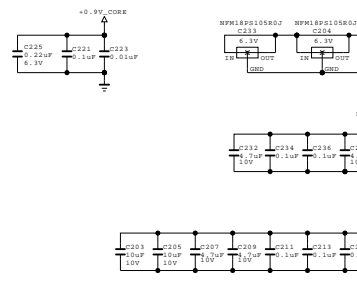 +0.9V_CORE
C225
0.22uF
6.3V
C221
0.1uF
C223
0.01uF
NFM18PS105R0J
C233
6.3V
IN
OUT
GND
NFM18PS105R0J
C204
6.3V
IN
OUT
GND
C232
4.7uF
10V
C234
0.1uF
C236
0.1uF
C203
10uF
10V
C205
10uF
10V
C207
4.7uF
10V
C209
4.7uF
10V
C211
0.1uF
C213
0.1uF